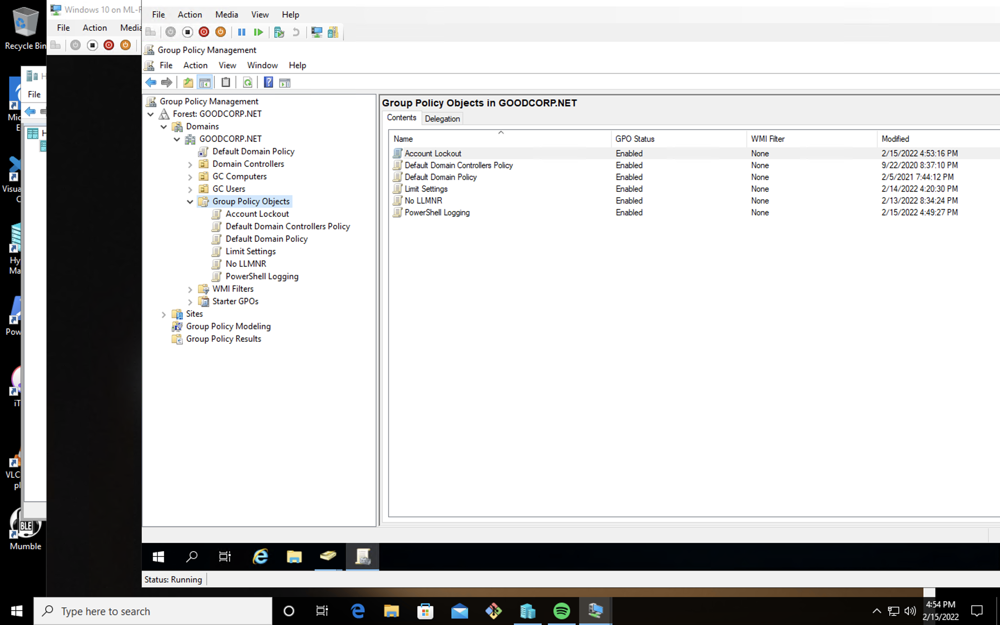 Recycle Bin
Windows 10 on ML-
File Action Media
File
File Action Media View Help
Group Policy Management
File Action View Window Help
Group Policy Management
Forest: GOODCORP.NET
Domains
GOODCORP.NET
Default Domain Policy
Domain Controllers
GC Computers
GC Users
Group Policy Objects
Account Lockout
Default Domain Controllers Policy
Default Domain Policy
Limit Settings
No LLMNR
PowerShell Logging
WMI Filters
Starter GPOs
Sites
Group Policy Modeling
Group Policy Results
Group Policy Objects in GOODCORP.NET
Contents Delegation
Name GPO Status WMI Filter Modified
Account Lockout Enabled None 2/15/2022 4:53:16 PM
Default Domain Controllers Policy Enabled None 9/22/2020 8:37:10 PM
Default Domain Policy Enabled None 2/5/2021 7:44:12 PM
Limit Settings Enabled None 2/14/2022 4:20:30 PM
No LLMNR Enabled None 2/13/2022 8:34:24 PM
PowerShell Logging Enabled None 2/15/2022 4:49:27 PM
Mic
E
Visua
C
Hy
Ma
Pow
iT
VLC
pl
BLE
Mumble
Status: Running
Type here to search
4:54 PM
2/15/2022